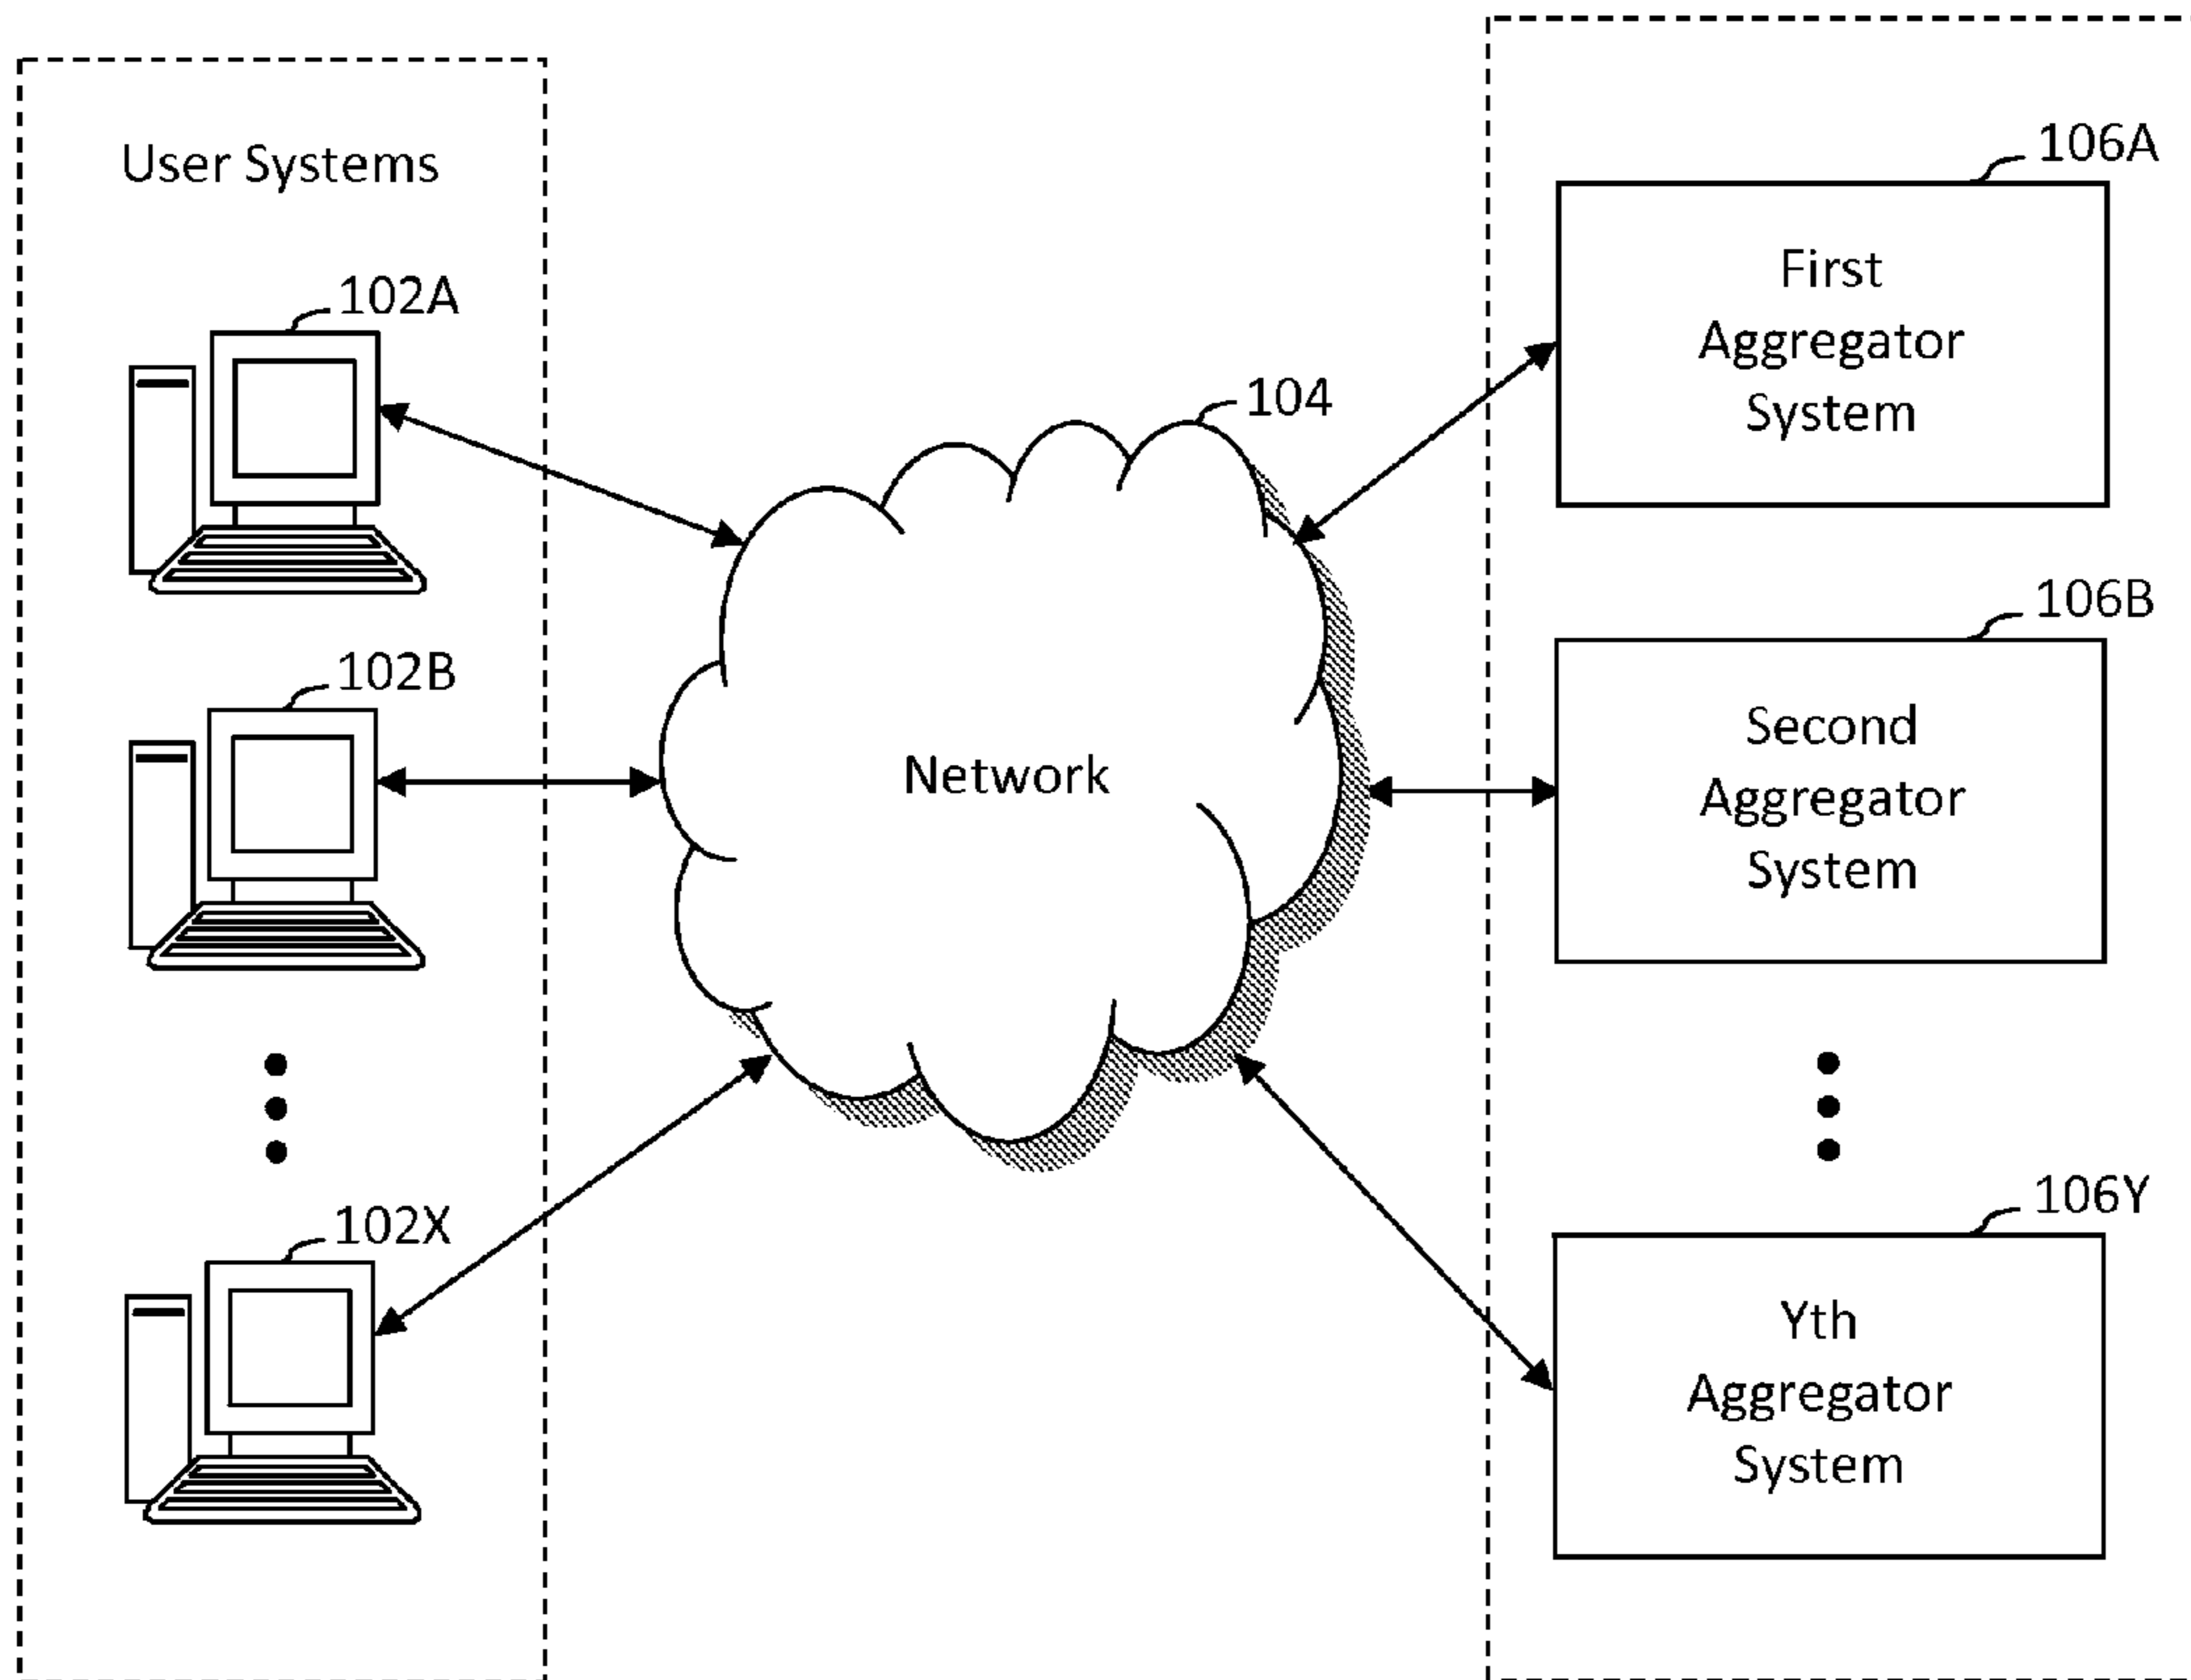 User Systems
102A
102B
102X
104
Network
106A
First
Aggregator
System
106B
Second
Aggregator
System
106Y
Yth
Aggregator
System